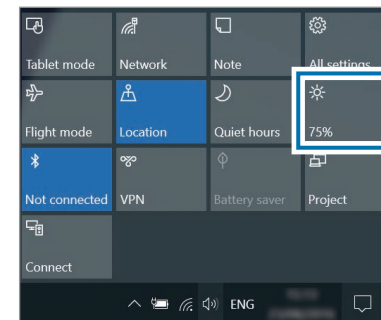 Tablet mode Network Note All settings
Flight mode Location Quiet hours 75%
Not connected VPN Battery saver Project
Connect
ENG